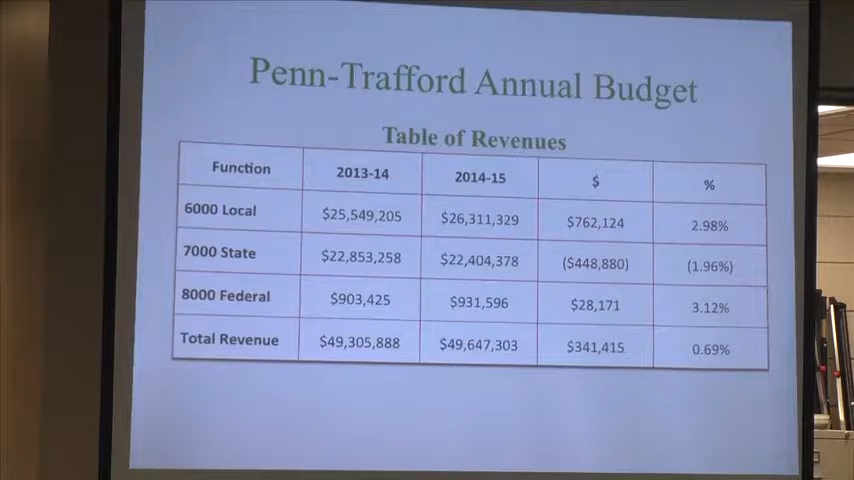 Penn-Trafford Annual Budget
Table of Revenues
Function 2013-14 2014-15 $ %
6000 Local $25,549,205 $26,311,329 $762,124 2.98%
7000 State $22,853,258 $22,404,378 ($448,880) (1.96%)
8000 Federal $903,425 $931,596 $28,171 3.12%
Total Revenue $49,305,888 $49,647,303 $341,415 0.69%